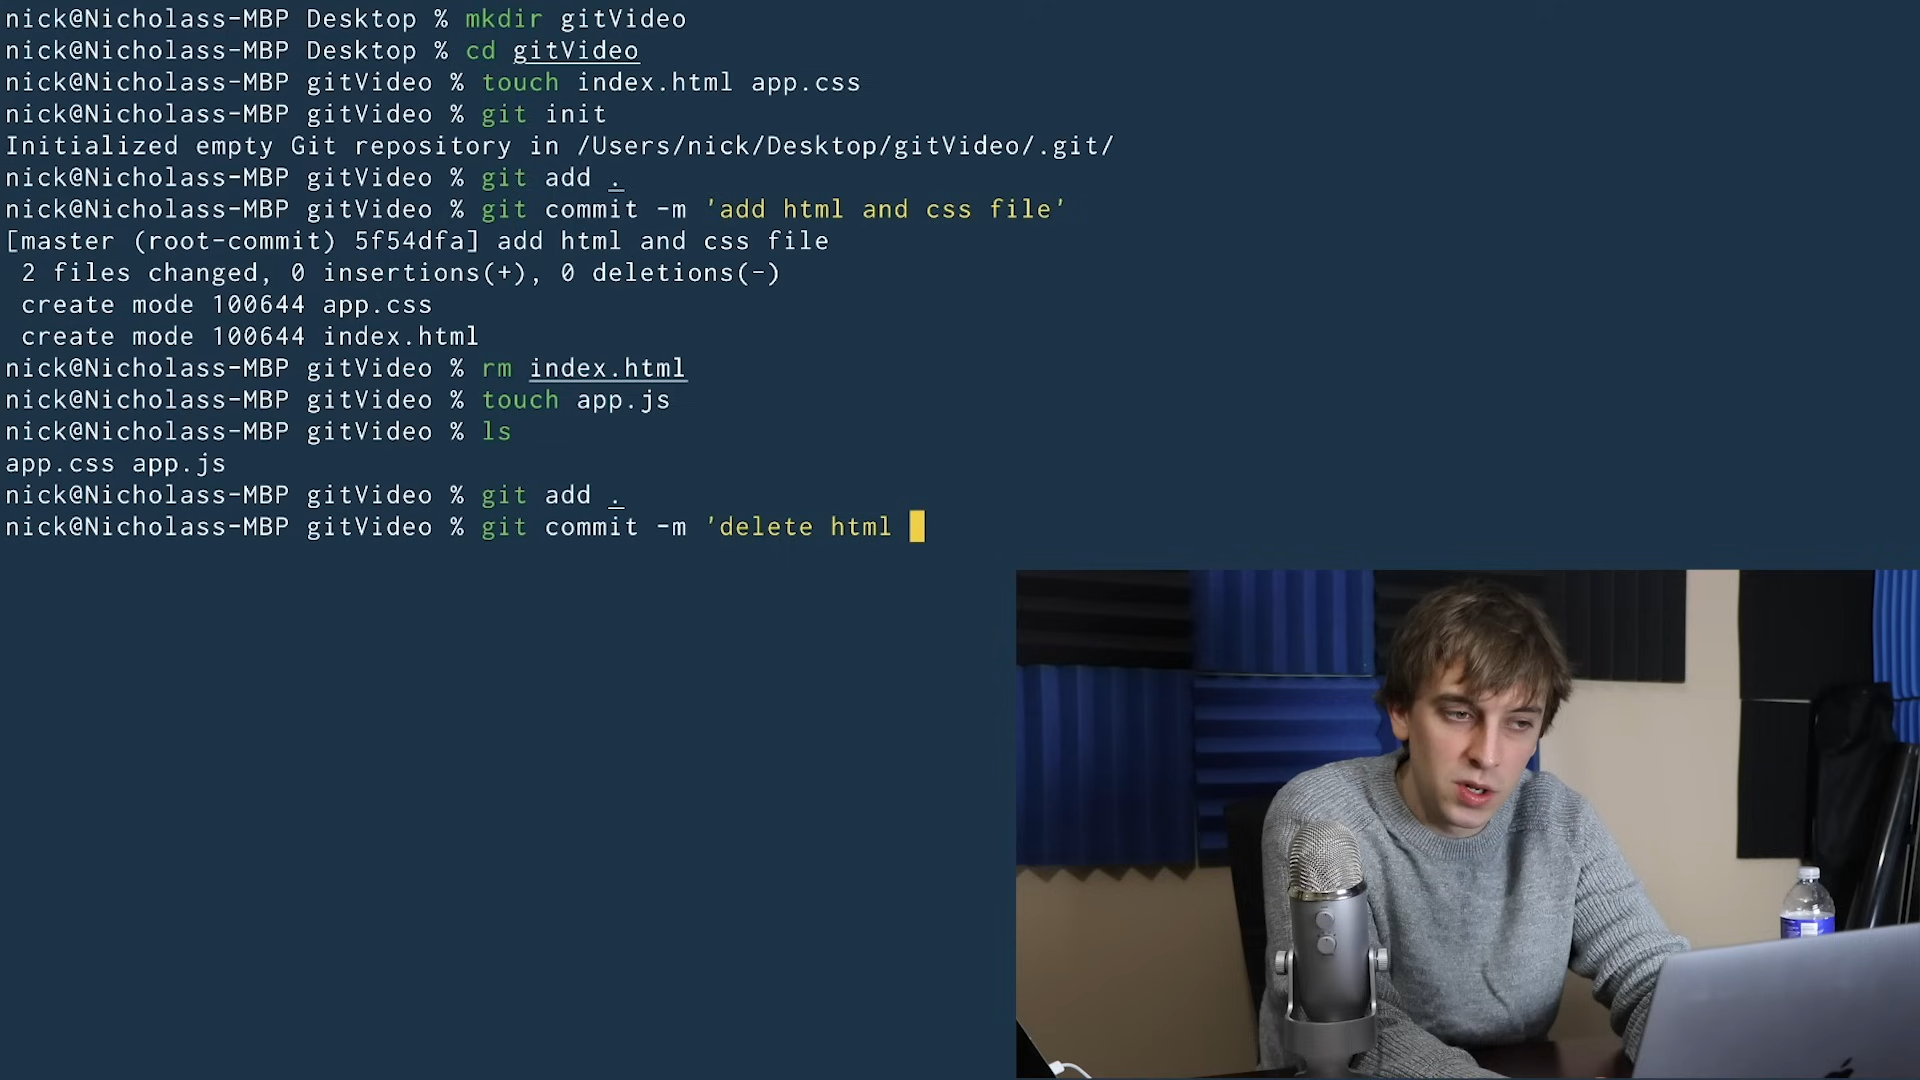 nick@Nicholass-MBP Desktop % mkdir gitVideo
nick@Nicholass-MBP Desktop % cd gitVideo
nick@Nicholass-MBP gitVideo % touch index.html app.css
nick@Nicholass-MBP gitVideo % git init
Initialized empty Git repository in /Users/nick/Desktop/gitVideo/.git/
nick@Nicholass-MBP gitVideo % git add .
nick@Nicholass-MBP gitVideo % git commit -m 'add html and css file'
[master (root-commit) 5f54dfa] add html and css file
 2 files changed, 0 insertions(+), 0 deletions(-)
 create mode 100644 app.css
 create mode 100644 index.html
nick@Nicholass-MBP gitVideo % rm index.html
nick@Nicholass-MBP gitVideo % touch app.js
nick@Nicholass-MBP gitVideo % ls
app.css app.js
nick@Nicholass-MBP gitVideo % git add .
nick@Nicholass-MBP gitVideo % git commit -m 'delete html